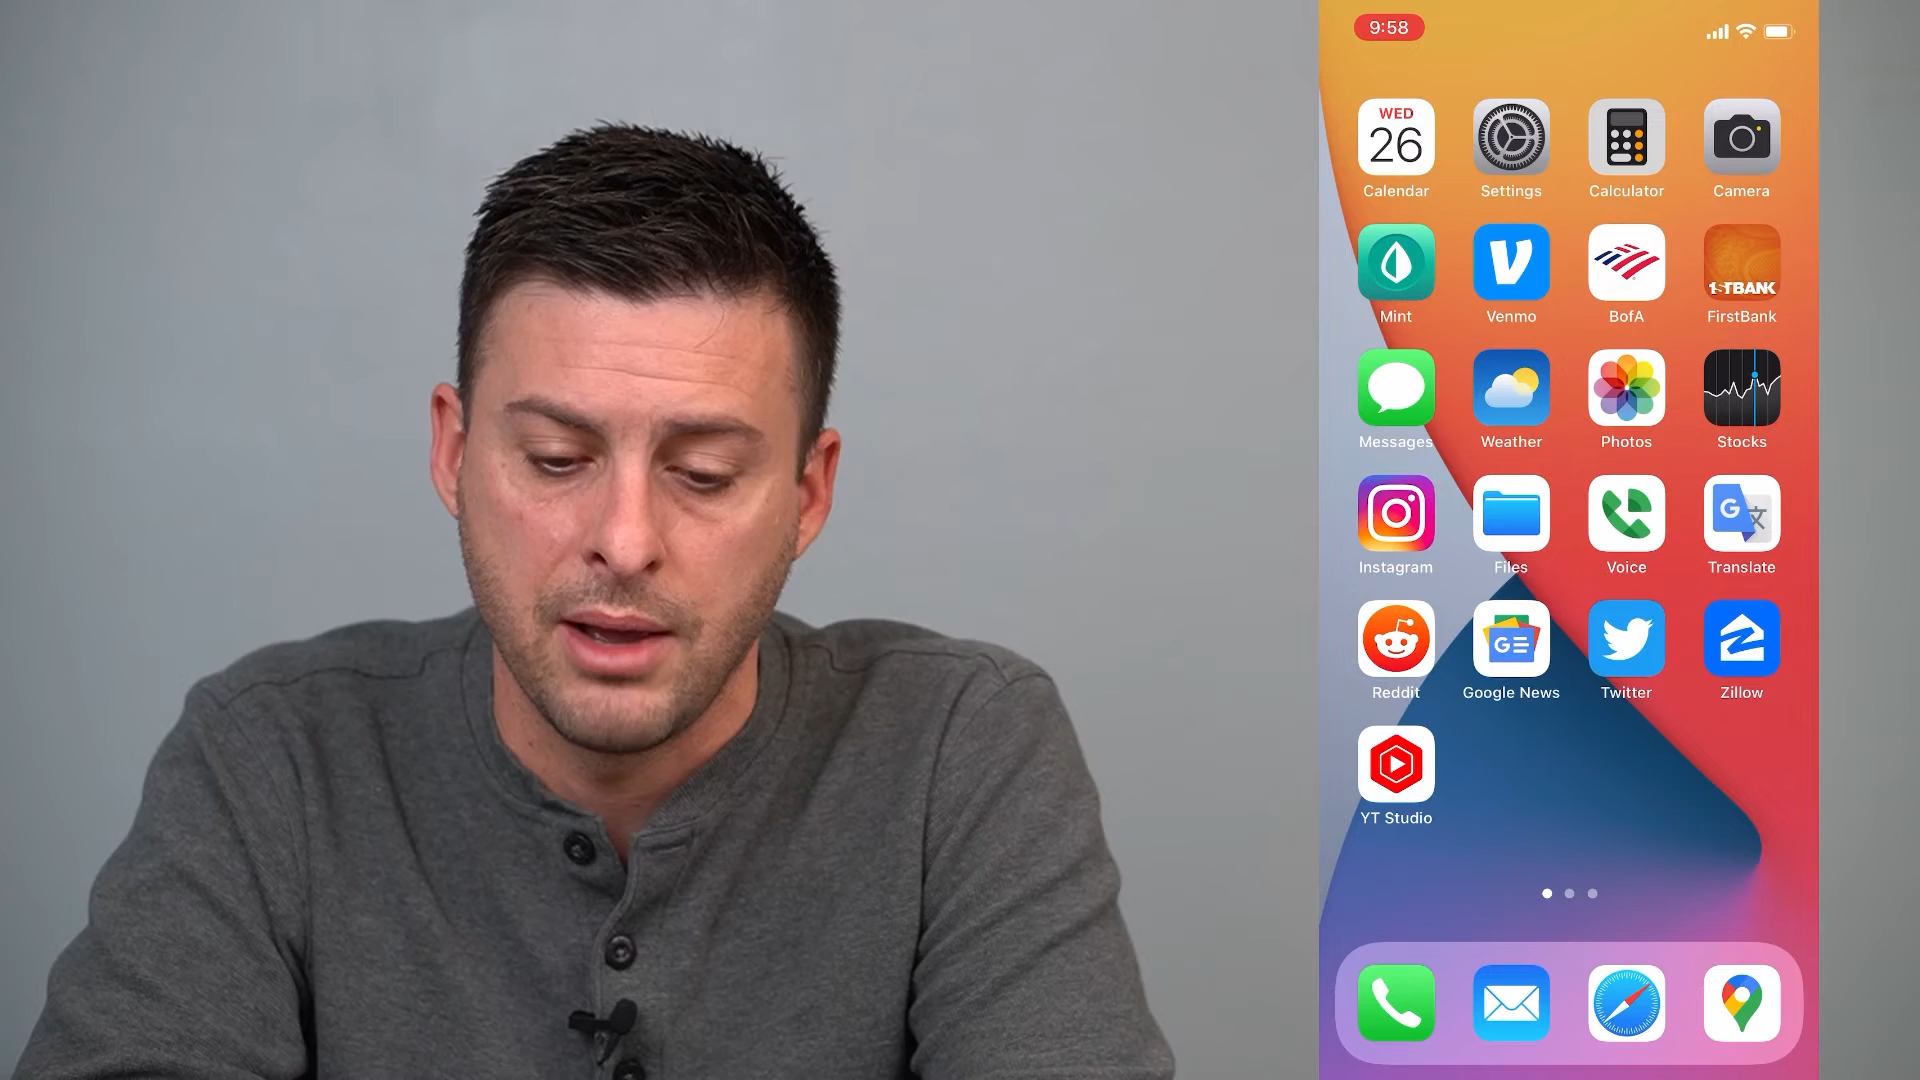 9:58
WED
26
Calendar Settings Calculator Camera
1STBANK
Mint Venmo BofA FirstBank
Messages Weather Photos Stocks
G 文
Instagram Files Voice Translate
G
Reddit Google News Twitter Zillow
YT Studio